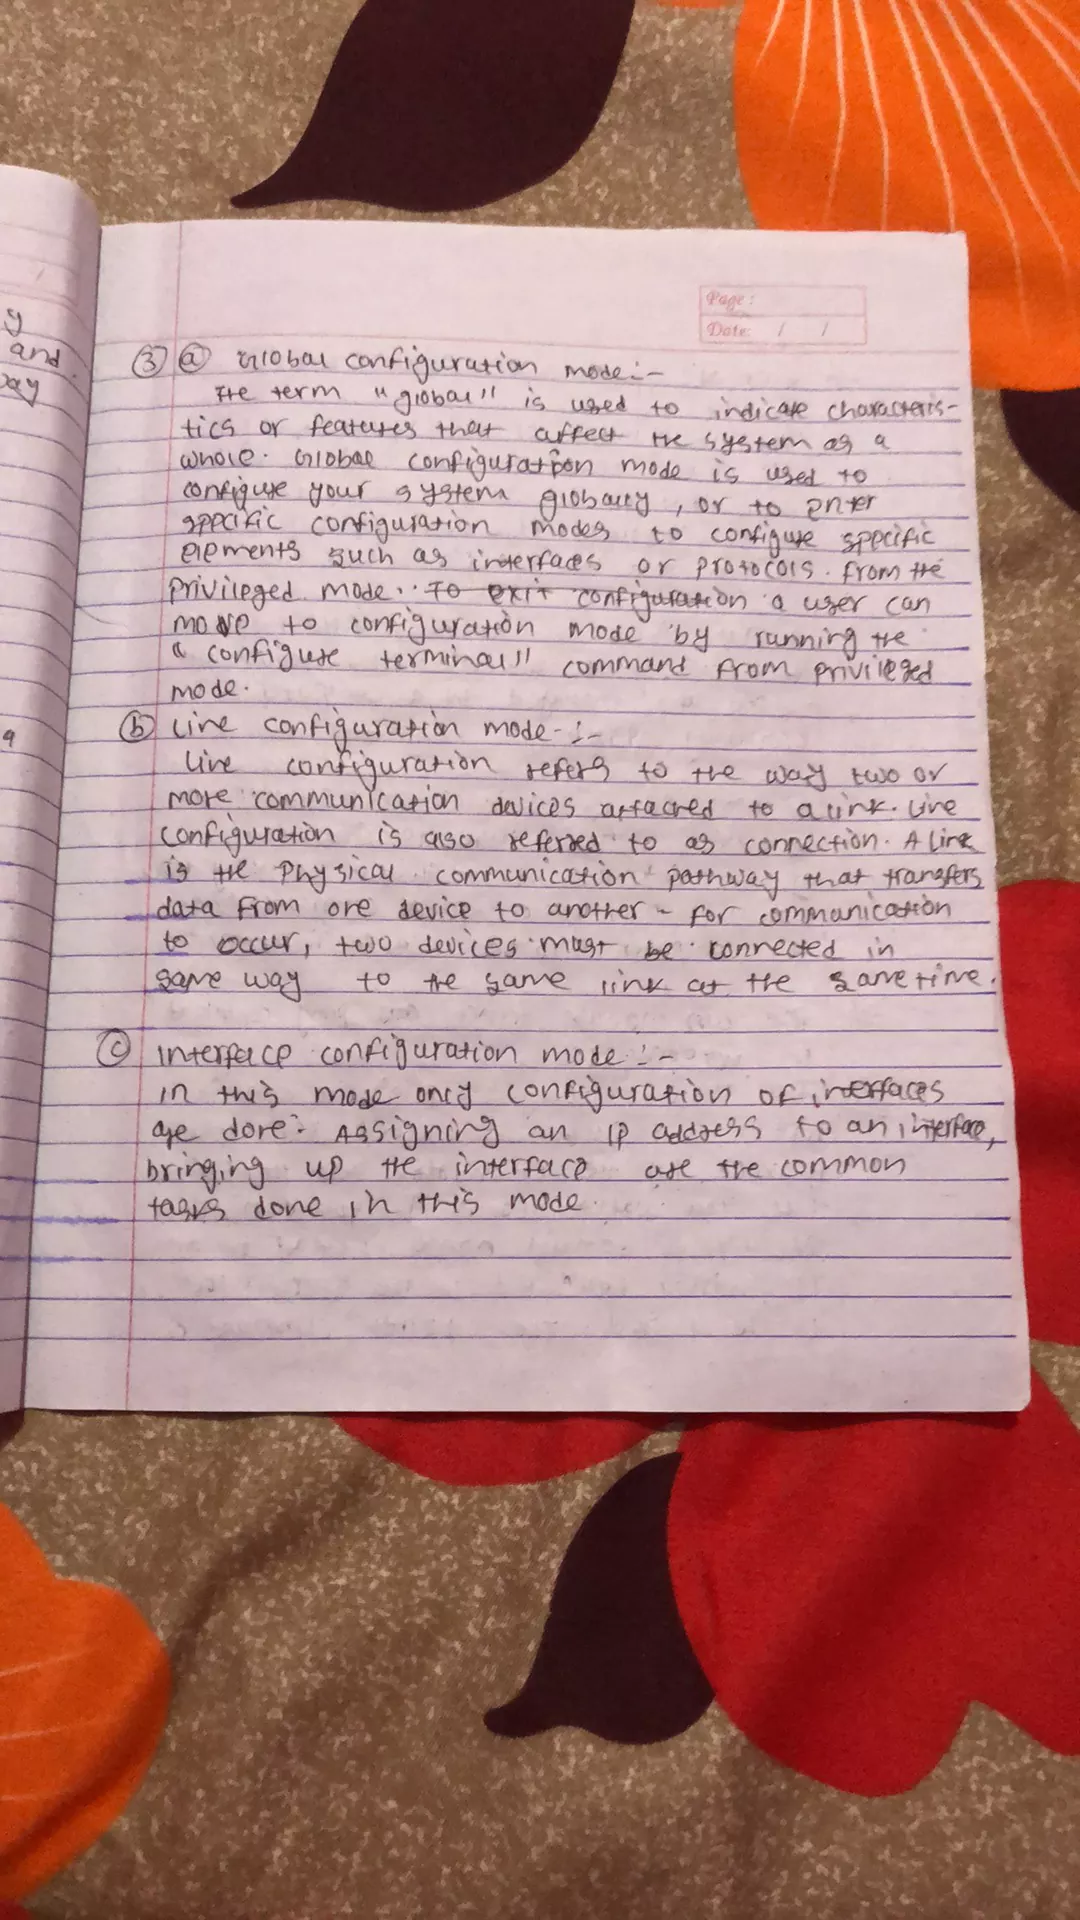 y
and
Page:
Date: / /
③ ⓐ Global configuration mode:-
The term "global" is used to indicate characteris-
tics or features that affect the system as a
whole. Global configuration mode is used to
configure your system globally, or to enter
specific configuration modes to configure specific
elements such as interfaces or protocols. From the
privileged mode. To exit configuration a user can
move to configuration mode by running the
"configure terminal" command from privileged
mode.
ⓑ Line configuration mode-:-
Line configuration refers to the way two or
more communication devices attached to a link. Line
configuration is also referred to as connection. A Link
is the physical communication pathway that transfers
data from one device to another - for communication
to occur, two devices must be connected in
same way to the same link at the same time.
ⓒ interface configuration mode:-
in this mode only configuration of interfaces
are done. Assigning an IP address to an interface,
bringing up the interface are the common
tasks done in this mode.